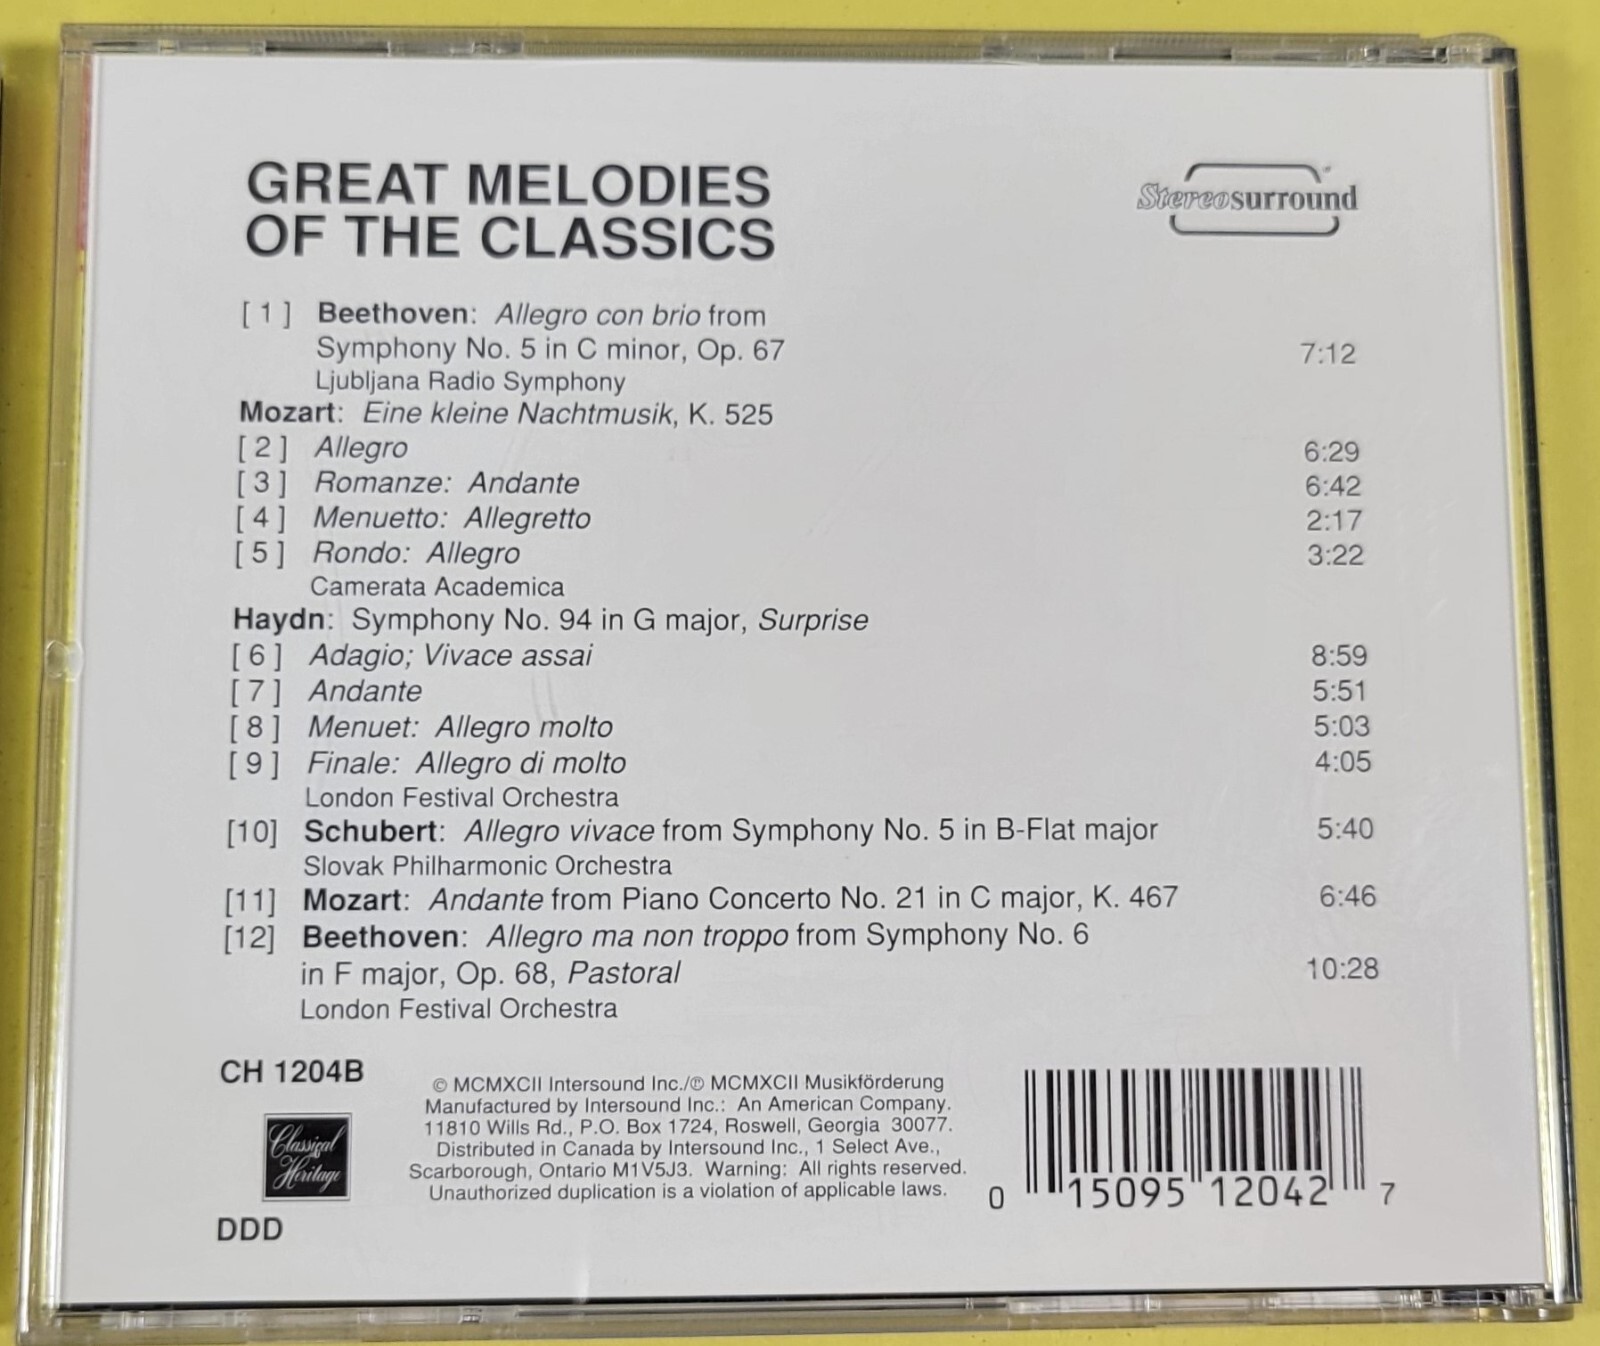 GREAT MELODIES
OF THE CLASSICS
Stereosurround
[ 1 ] Beethoven: Allegro con brio from
Symphony No. 5 in C minor, Op. 67 7:12
Ljubljana Radio Symphony
Mozart: Eine kleine Nachtmusik, K. 525
[ 2 ] Allegro 6:29
[ 3 ] Romanze: Andante 6:42
[ 4 ] Menuetto: Allegretto 2:17
[ 5 ] Rondo: Allegro 3:22
Camerata Academica
Haydn: Symphony No. 94 in G major, Surprise
[ 6 ] Adagio; Vivace assai 8:59
[ 7 ] Andante 5:51
[ 8 ] Menuet: Allegro molto 5:03
[ 9 ] Finale: Allegro di molto 4:05
London Festival Orchestra
[10] Schubert: Allegro vivace from Symphony No. 5 in B-Flat major 5:40
Slovak Philharmonic Orchestra
[11] Mozart: Andante from Piano Concerto No. 21 in C major, K. 467 6:46
[12] Beethoven: Allegro ma non troppo from Symphony No. 6
in F major, Op. 68, Pastoral 10:28
London Festival Orchestra
CH 1204B
Classical
Heritage
DDD
© MCMXCII Intersound Inc./℗ MCMXCII Musikförderung
Manufactured by Intersound Inc.: An American Company.
11810 Wills Rd., P.O. Box 1724, Roswell, Georgia 30077.
Distributed in Canada by Intersound Inc., 1 Select Ave.,
Scarborough, Ontario M1V5J3. Warning: All rights reserved.
Unauthorized duplication is a violation of applicable laws.
0 15095 12042 7